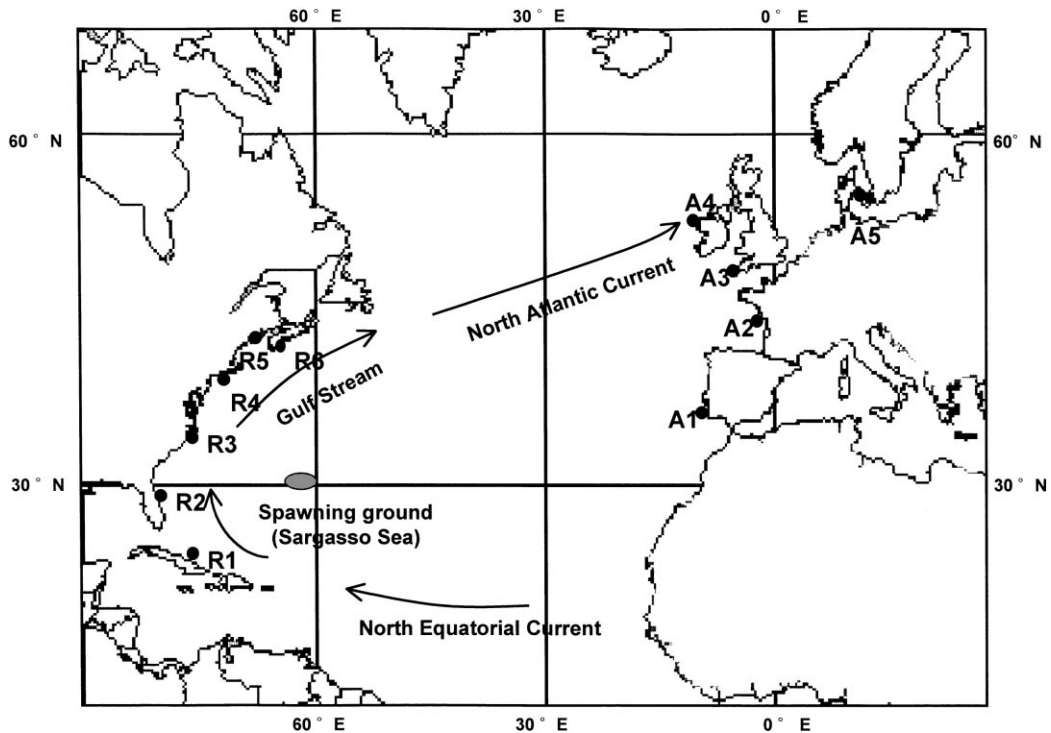 60° E 30° E 0° E
60° N 60° N
A4
A5
A3
North Atlantic Current
A2
R5 R6
R4
Gulf Stream
A1
R3
30° N 30° N
R2
Spawning ground
(Sargasso Sea)
R1
North Equatorial Current
60° E 30° E 0° E